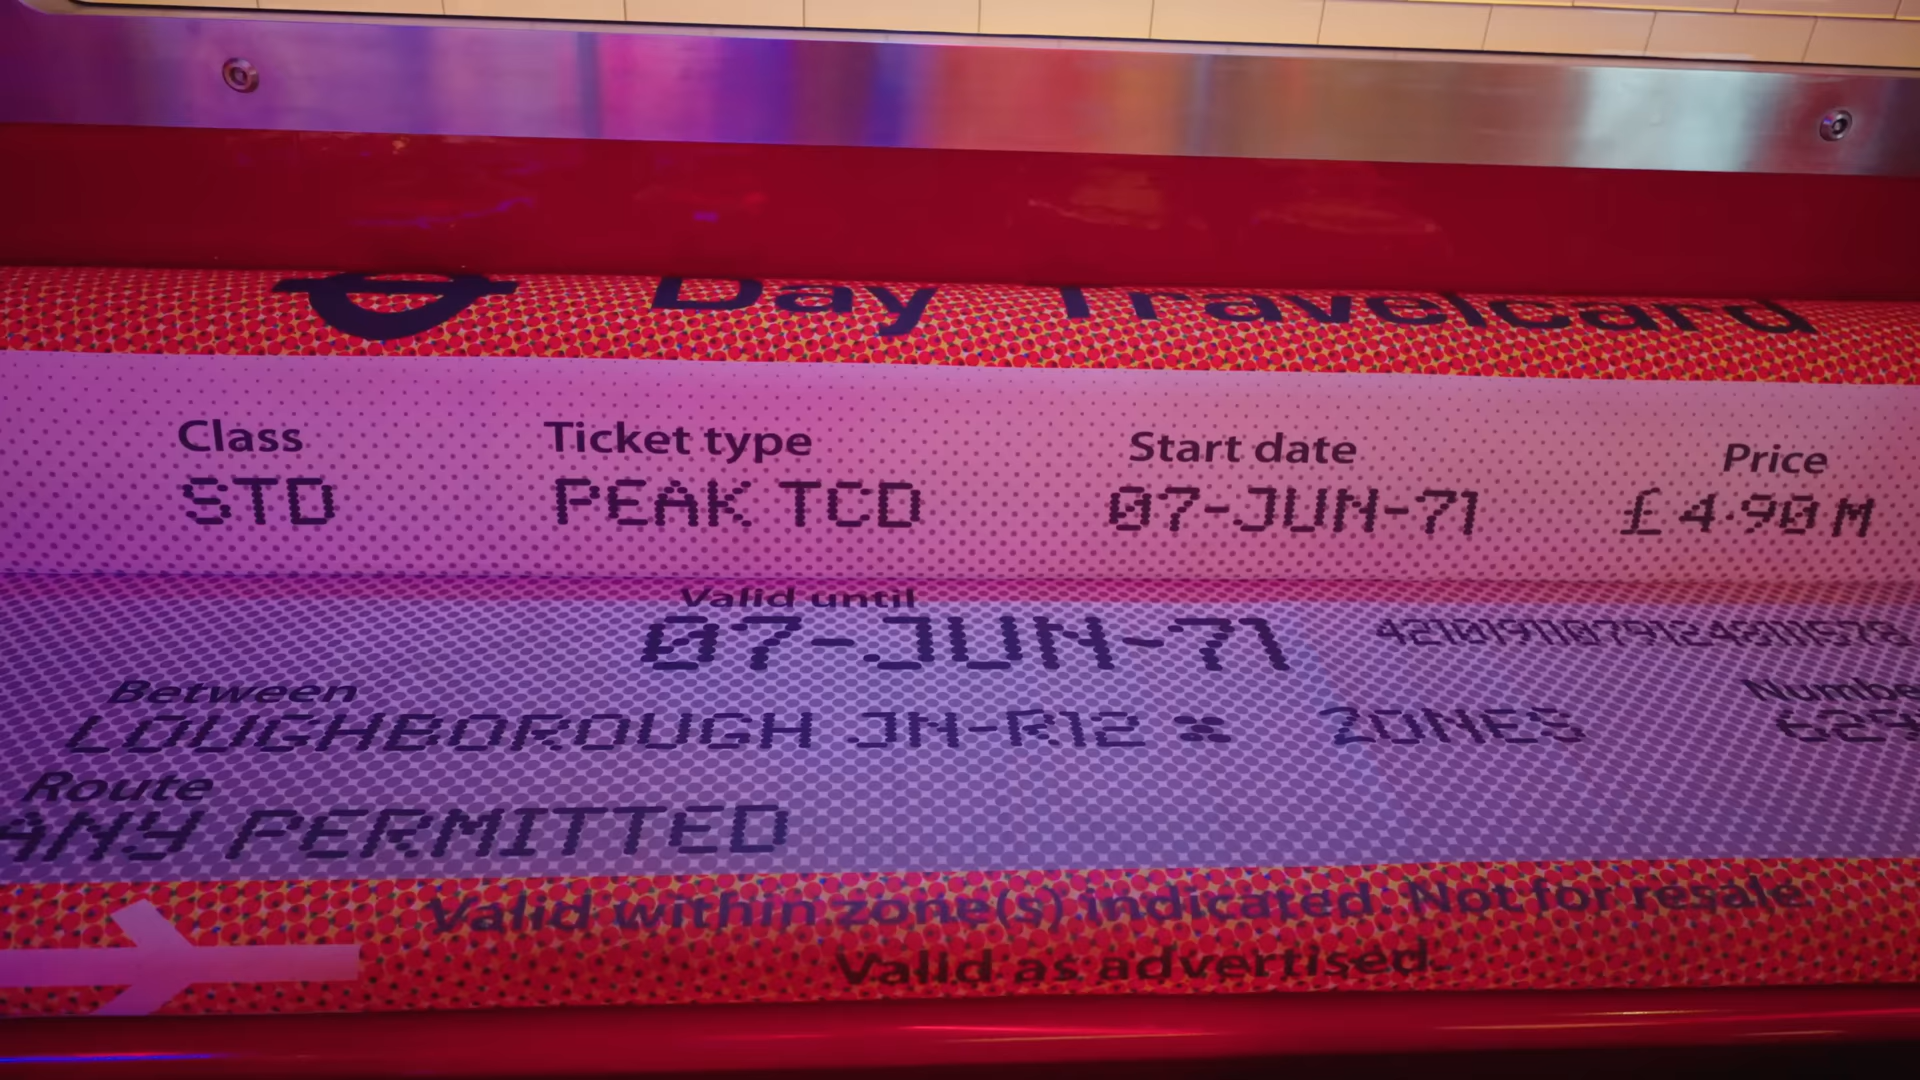 Day Travelcard
Class Ticket type Start date Price
STD PEAK TCD 07-JUN-71 £4.90M
Valid until
07-JUN-71
Between
LOUGHBOROUGH JN-R12 * ZONES
Route
ANY PERMITTED
Valid within zone(s) indicated. Not for resale.
Valid as advertised.